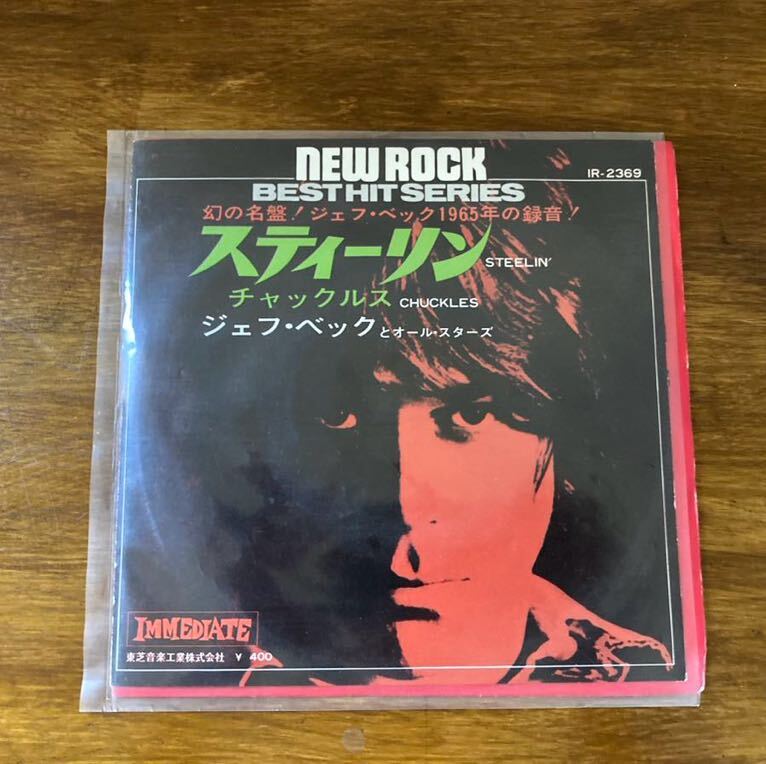 NEW ROCK
IR-2369
BEST HIT SERIES
幻の名盤！ジェフ・ベック1965年の録音！
スティーリン STEELIN'
チャックルス CHUCKLES
ジェフ・ベックとオール・スターズ
IMMEDIATE
東芝音楽工業株式会社 ¥ 400